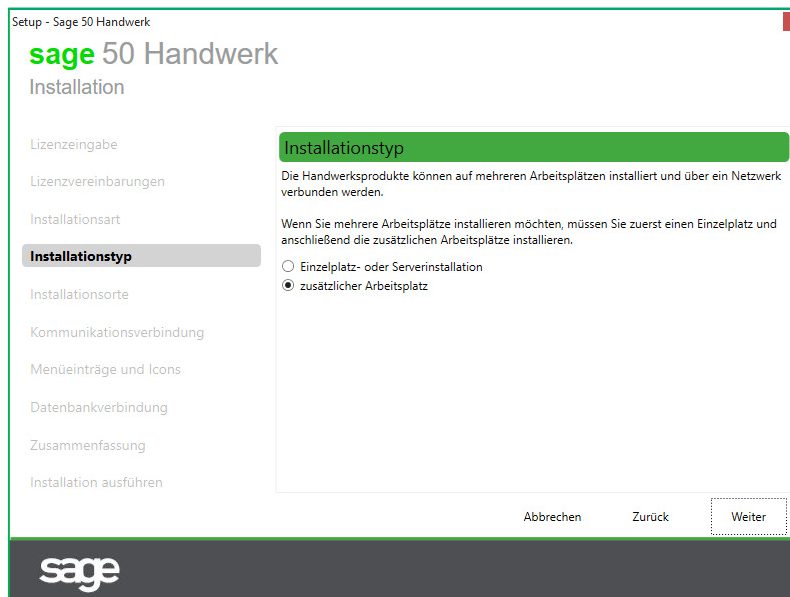 Setup - Sage 50 Handwerk
sage 50 Handwerk
Installation
Lizenzeingabe
Lizenzvereinbarungen
Installationsart
Installationstyp
Installationsorte
Kommunikationsverbindung
Menüeinträge und Icons
Datenbankverbindung
Zusammenfassung
Installation ausführen
Installationstyp
Die Handwerksprodukte können auf mehreren Arbeitsplätzen installiert und über ein Netzwerk
verbunden werden.
Wenn Sie mehrere Arbeitsplätze installieren möchten, müssen Sie zuerst einen Einzelplatz und
anschließend die zusätzlichen Arbeitsplätze installieren.
Einzelplatz- oder Serverinstallation
zusätzlicher Arbeitsplatz
Abbrechen Zurück Weiter
sage